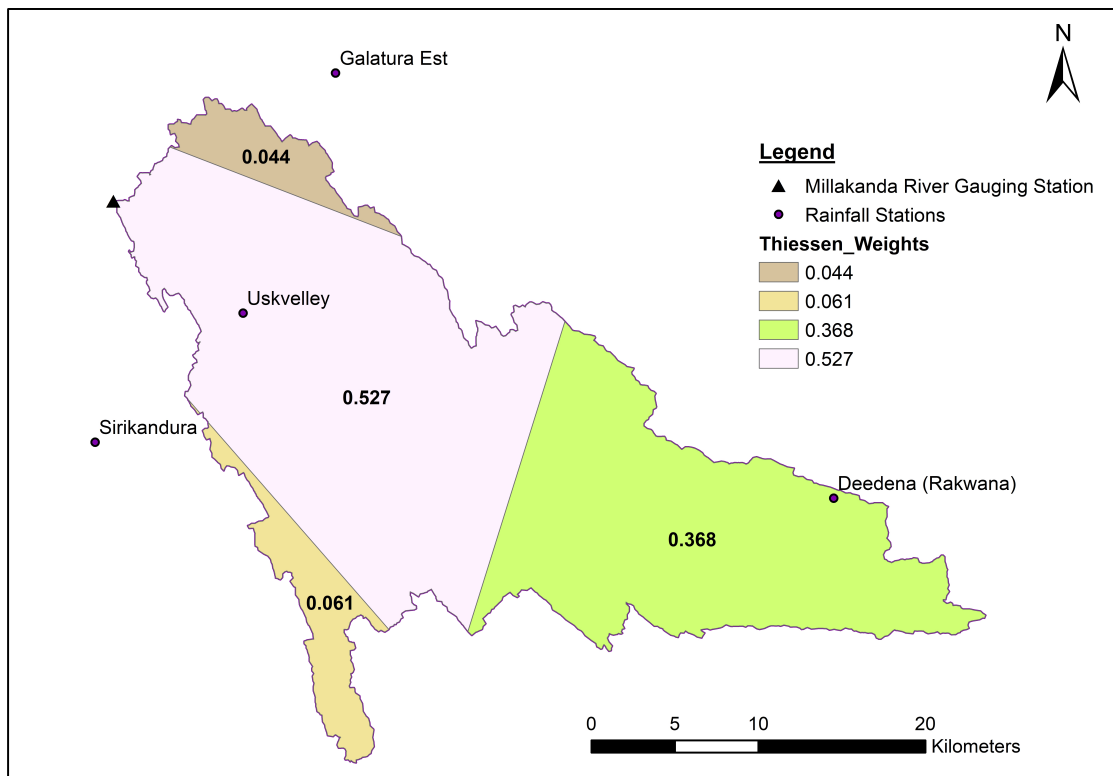 Galatura Est
N
0.044
Legend
Millakanda River Gauging Station
Rainfall Stations
Thiessen_Weights
0.044
0.061
0.368
0.527
Uskvelley
0.527
Sirikandura
Deedena (Rakwana)
0.368
0.061
0 5 10 20
Kilometers